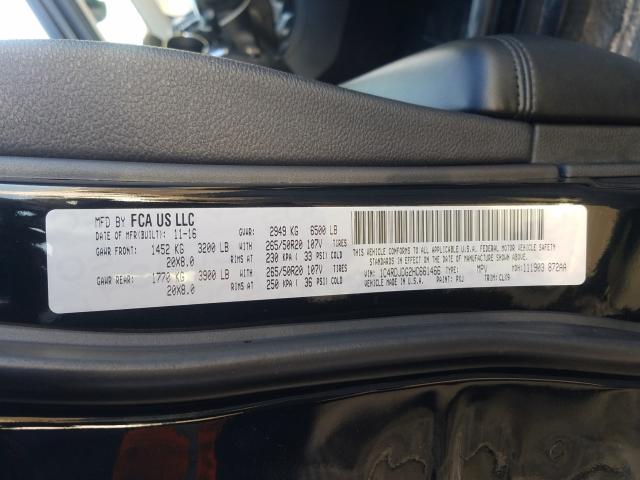 MFD BY FCA US LLC
DATE OF MFR(BUILT): 11-16 GVWR: 2949 KG 6500 LB
GAWR FRONT: 1452 KG 3200 LB WITH 265/50R20 107V TIRES
20X8.0 RIMS AT 230 KPA / 33 PSI COLD
GAWR REAR: 1770 KG 3900 LB WITH 265/50R20 107V TIRES
20X8.0 RIMS AT 250 KPA / 36 PSI COLD
THIS VEHICLE CONFORMS TO ALL APPLICABLE U.S.A. FEDERAL MOTOR VEHICLE SAFETY
STANDARDS IN EFFECT ON THE DATE OF MANUFACTURE SHOWN ABOVE.
VIN: 1C4RDJDG2HC661466 TYPE: MPV MDH: 111903 872AA
VEHICLE MADE IN U.S.A. PAINT: PXJ TRIM: CLX9